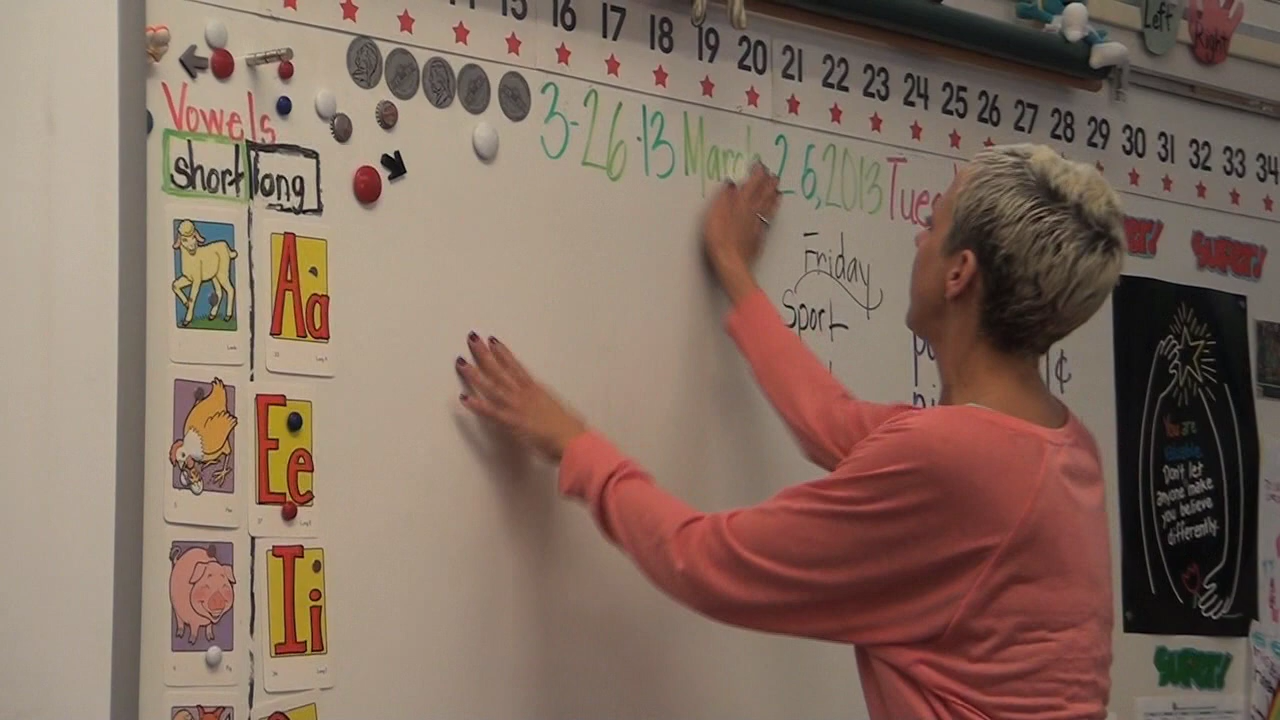 15 16 17 18 19 20 21 22 23 24 25 26 27 28 29 30 31 32 33 34
Left
Right
3-26-13 March 26, 2013 Tues
Vowels
short long
Friday
Sport
¢
Aa
Ee
Ii
SUPER!
You are
Don't let
anyone make
you believe
differently.
SUPER!